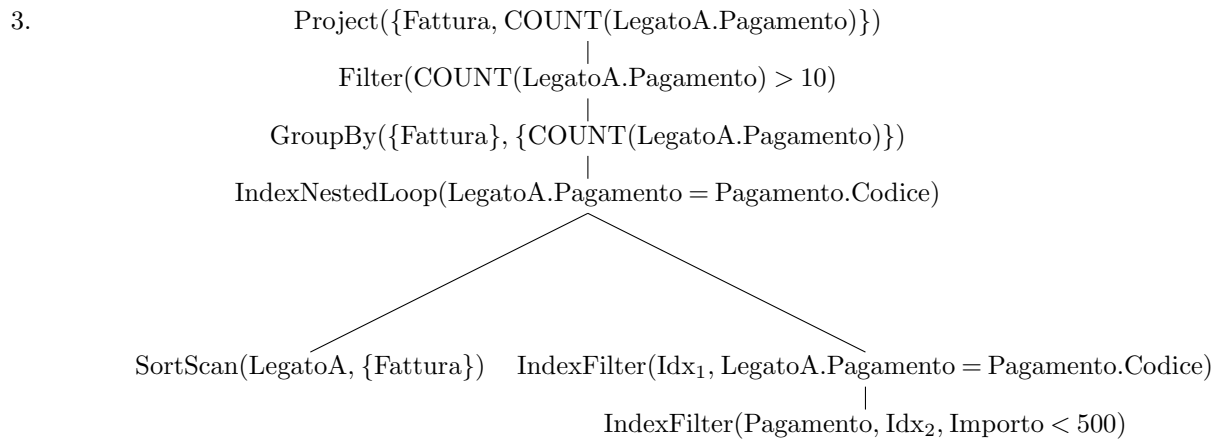 3. Project({Fattura, COUNT(LegatoA.Pagamento)})
Filter(COUNT(LegatoA.Pagamento) > 10)
GroupBy({Fattura}, {COUNT(LegatoA.Pagamento)})
IndexNestedLoop(LegatoA.Pagamento = Pagamento.Codice)
SortScan(LegatoA, {Fattura}) IndexFilter(Idx₁, LegatoA.Pagamento = Pagamento.Codice)
IndexFilter(Pagamento, Idx₂, Importo < 500)